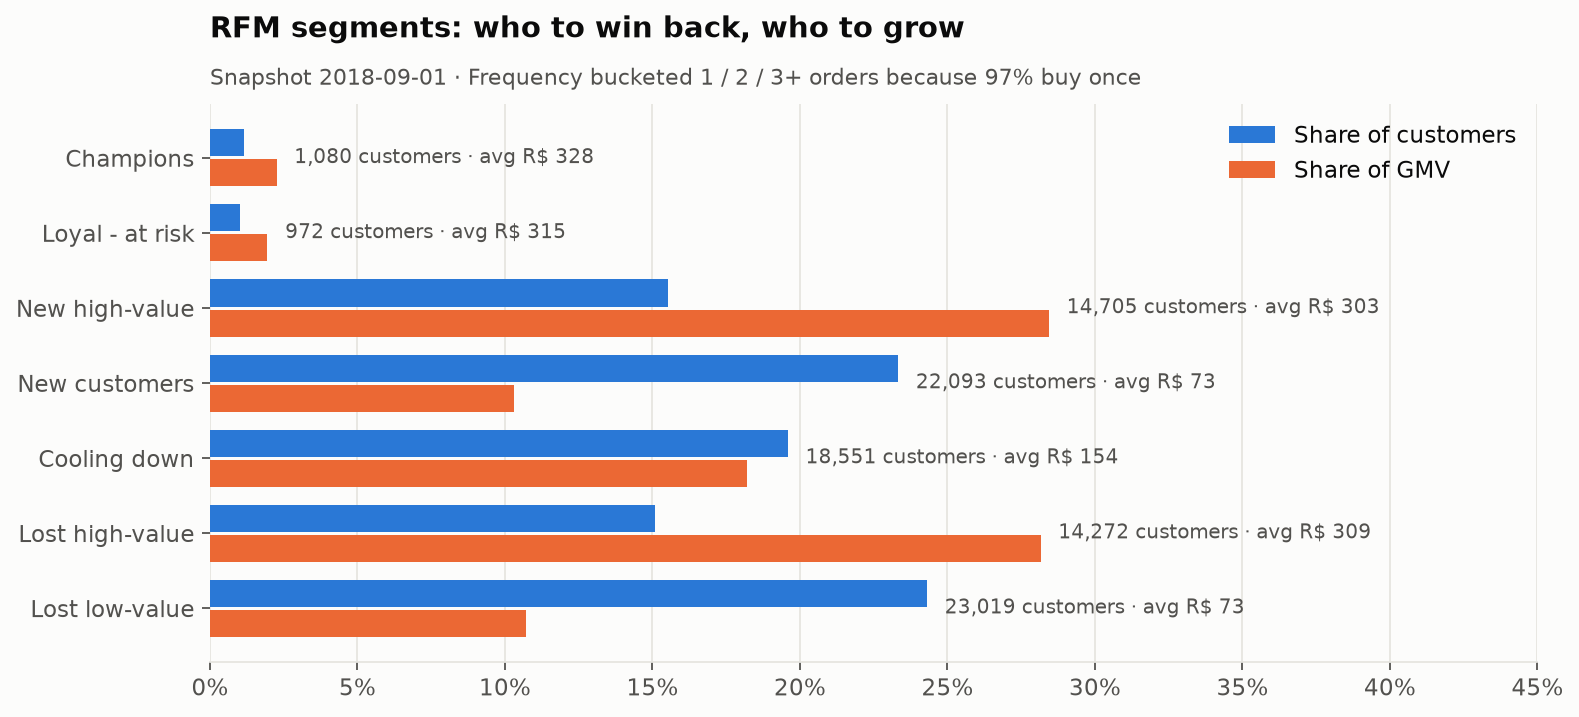 RFM segments: who to win back, who to grow
Snapshot 2018-09-01 · Frequency bucketed 1 / 2 / 3+ orders because 97% buy once
Share of customers
Share of GMV
Champions
1,080 customers · avg R$ 328
Loyal - at risk
972 customers · avg R$ 315
New high-value
14,705 customers · avg R$ 303
New customers
22,093 customers · avg R$ 73
Cooling down
18,551 customers · avg R$ 154
Lost high-value
14,272 customers · avg R$ 309
Lost low-value
23,019 customers · avg R$ 73
0% 5% 10% 15% 20% 25% 30% 35% 40% 45%